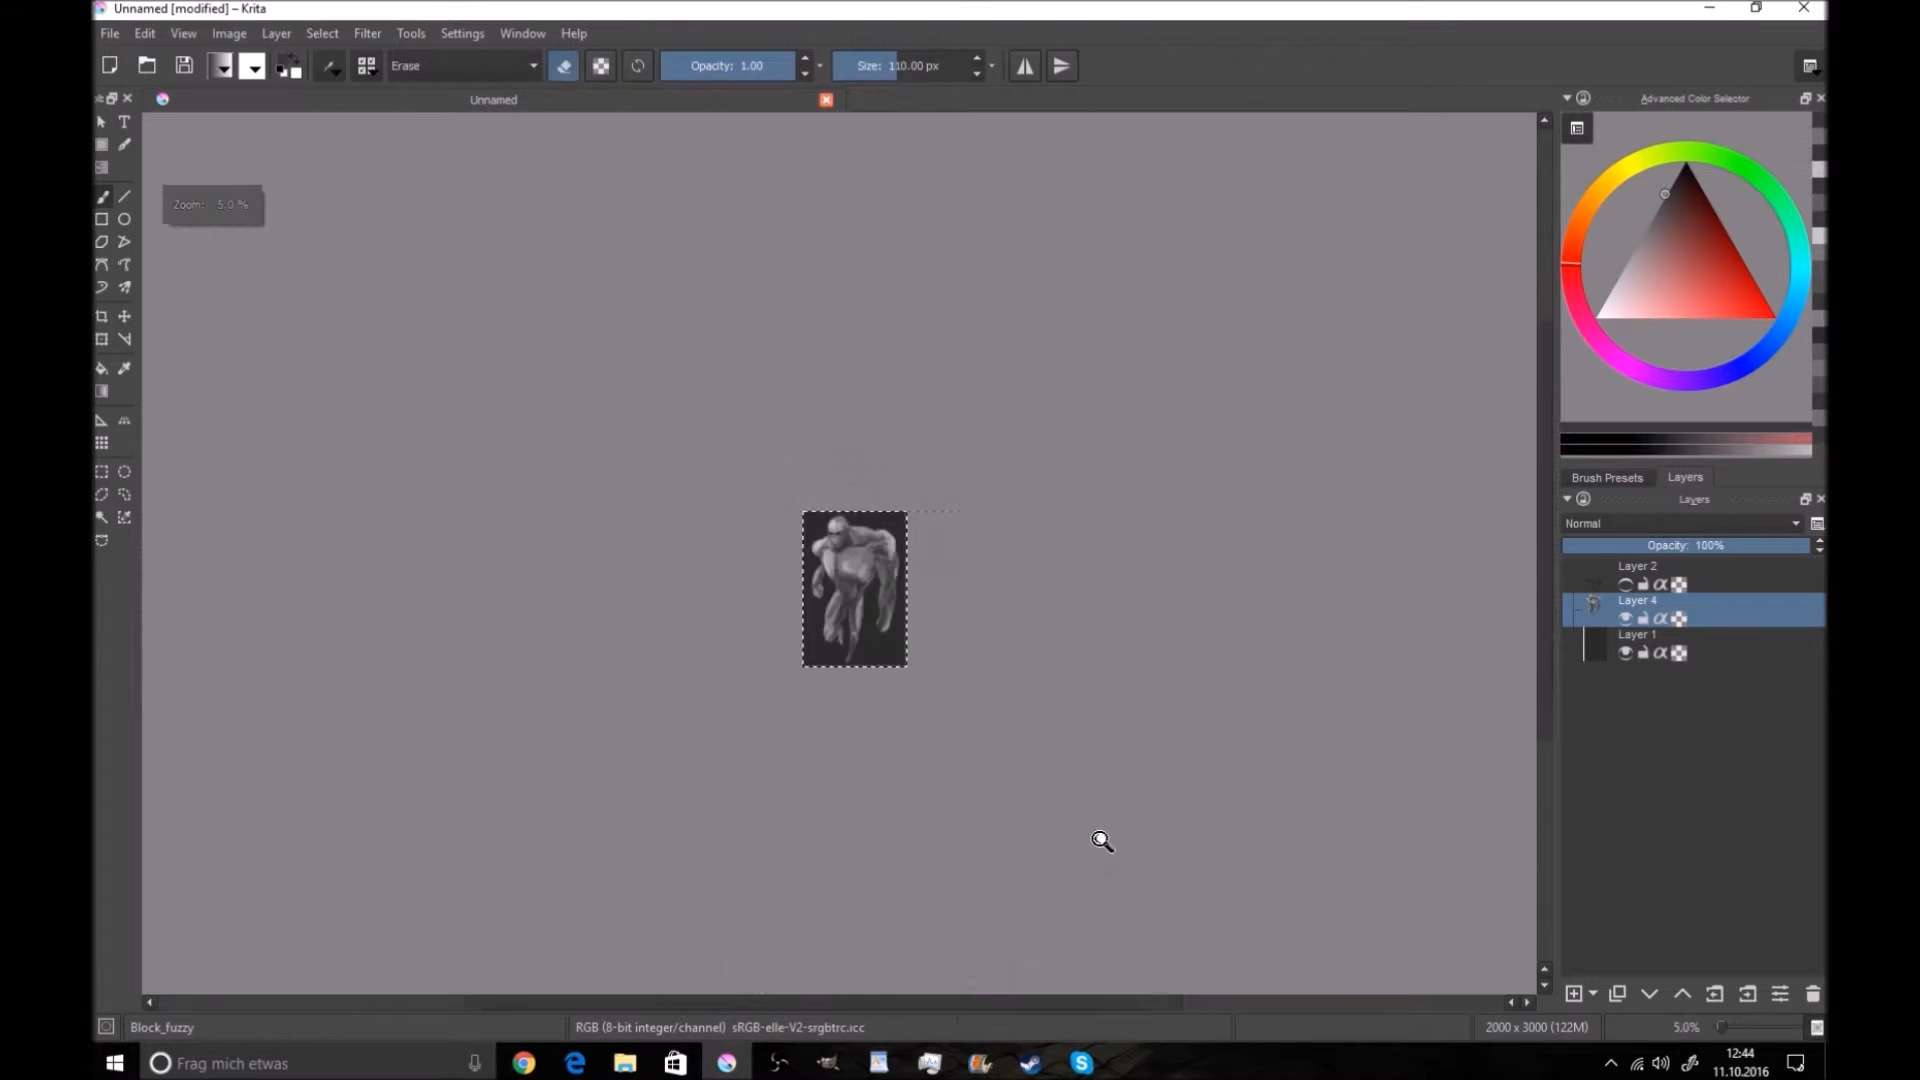 Unnamed [modified] – Krita
File Edit View Image Layer Select Filter Tools Settings Window Help
Erase Opacity: 1.00 Size: 110.00 px
Unnamed
Advanced Color Selector
Zoom: 5.0 %
Brush Presets Layers
Layers
Normal
Opacity: 100%
Layer 2
Layer 4
Layer 1
Block_fuzzy RGB (8-bit integer/channel) sRGB-elle-V2-srgbtrc.icc 2000 x 3000 (122M) 5.0%
Frag mich etwas 12:44
11.10.2016